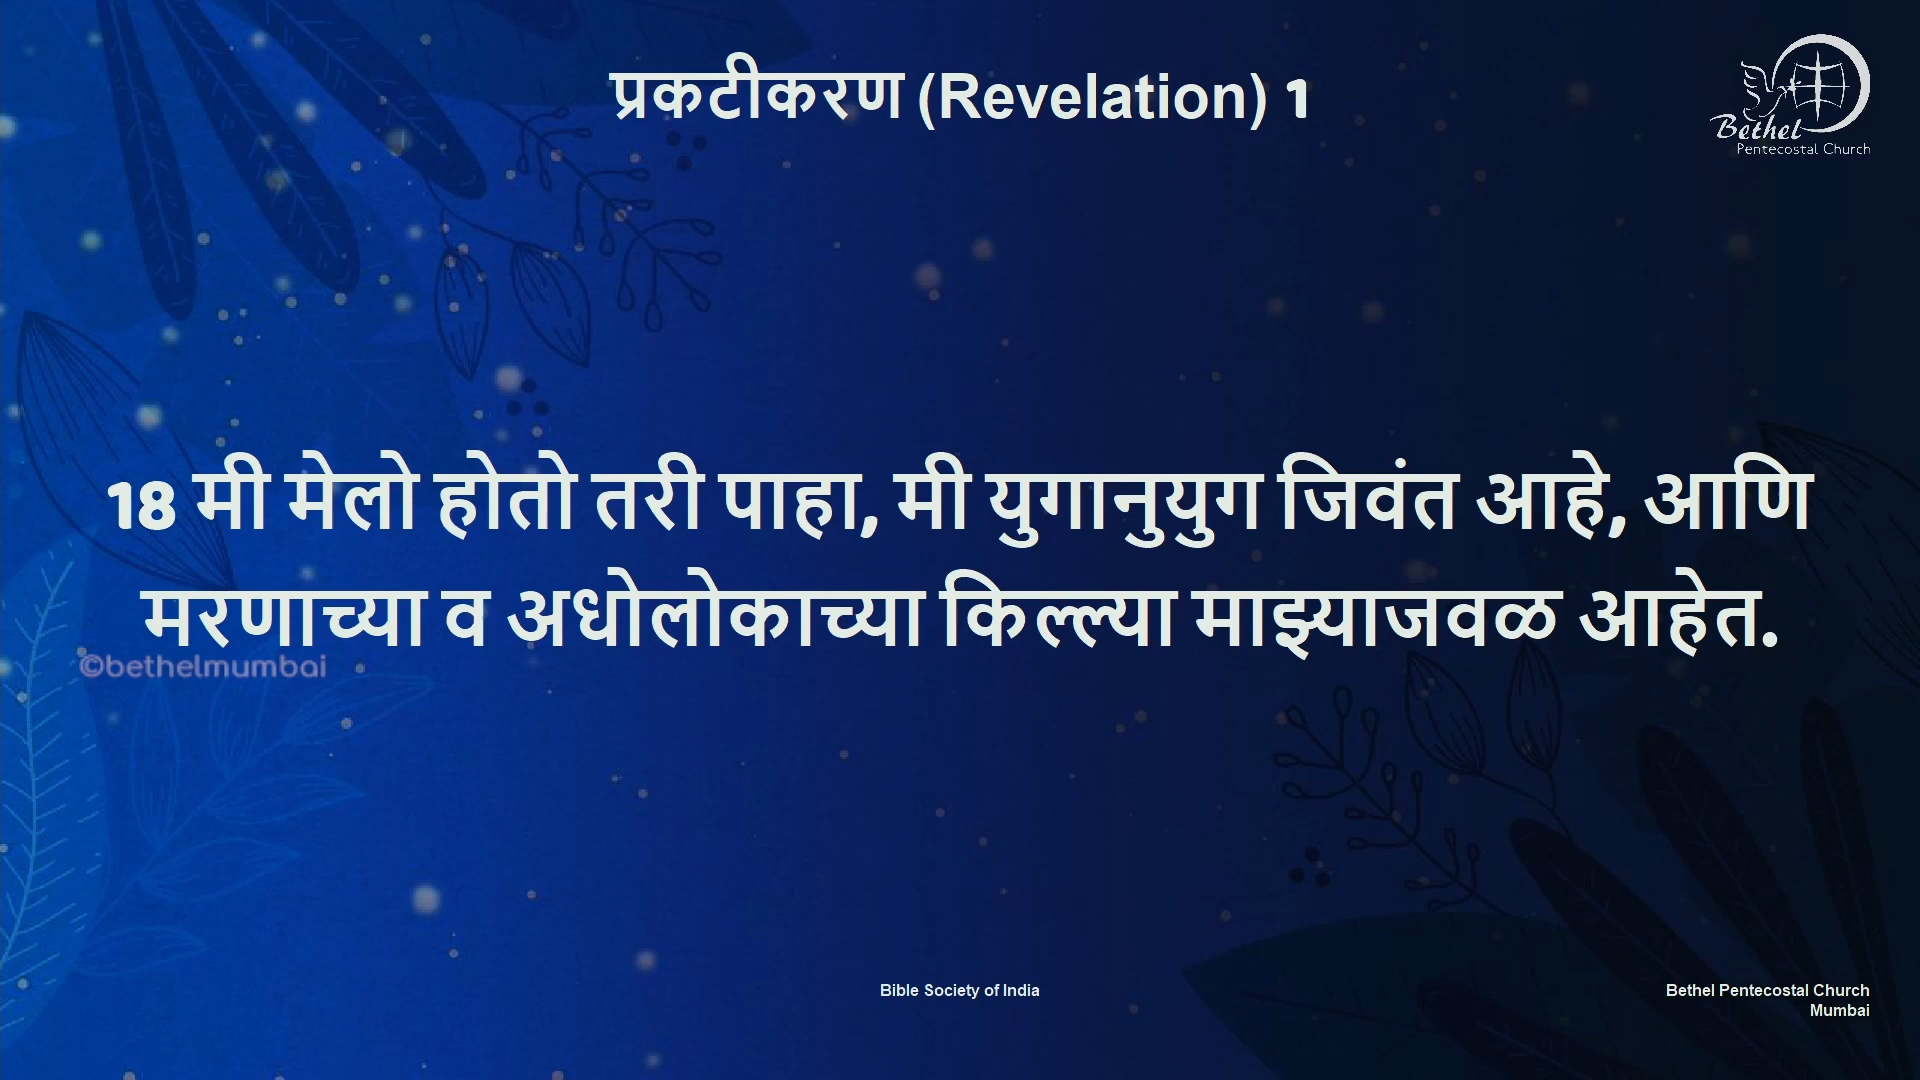 प्रकटीकरण (Revelation) 1
Bethel
Pentecostal Church
18 मी मेलो होतो तरी पाहा, मी युगानुयुग जिवंत आहे, आणि
मरणाच्या व अधोलोकाच्या किल्ल्या माझ्याजवळ आहेत.
©bethelmumbai
Bible Society of India
Bethel Pentecostal Church
Mumbai